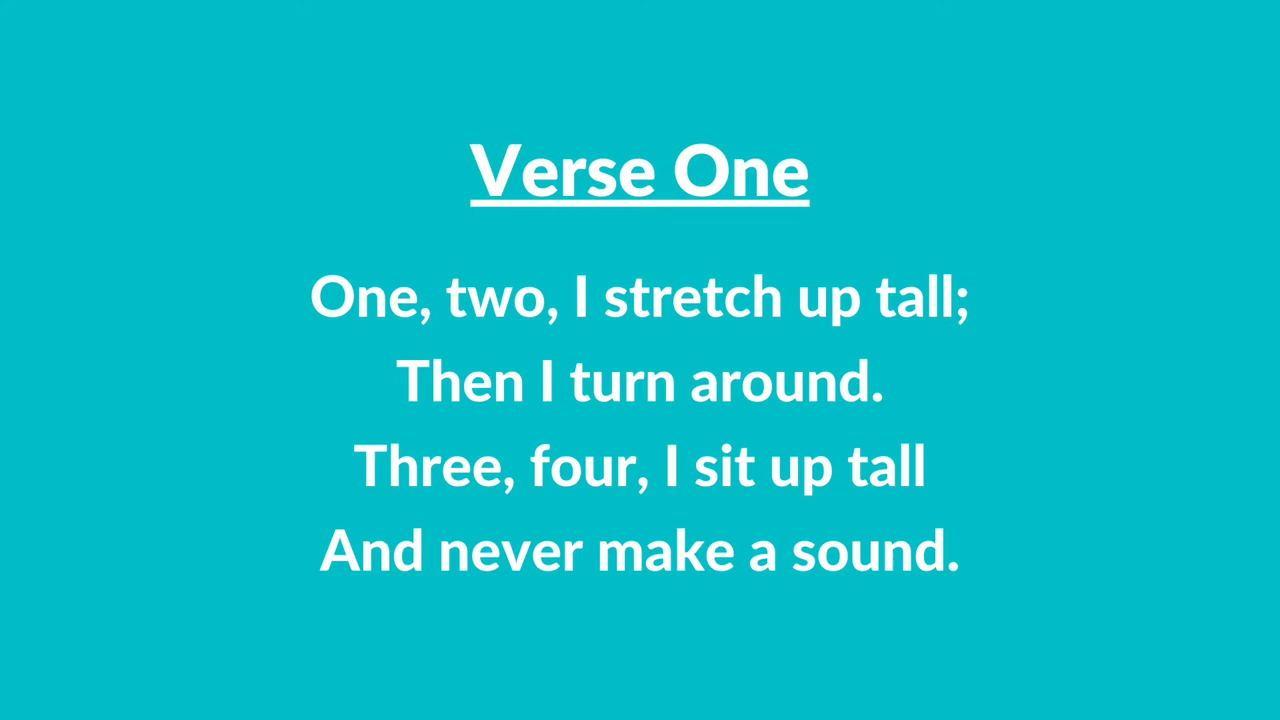 Verse One
One, two, I stretch up tall;
Then I turn around.
Three, four, I sit up tall
And never make a sound.